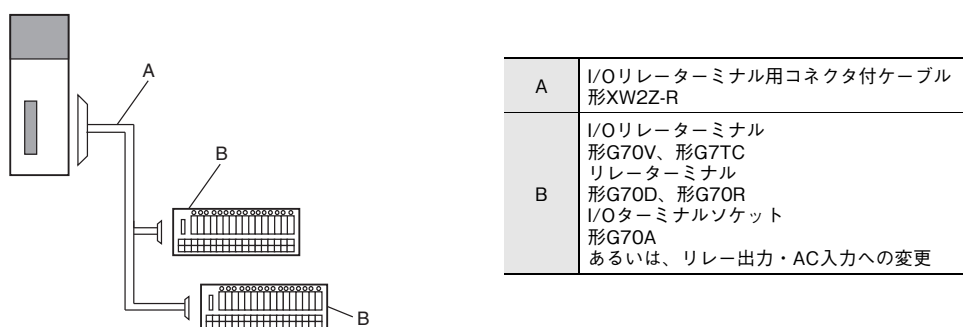 A
B
B
A
I/Oリレーターミナル用コネクタ付ケーブル
形XW2Z-R
B
I/Oリレーターミナル
形G70V、形G7TC
リレーターミナル
形G70D、形G70R
I/Oターミナルソケット
形G70A
あるいは、リレー出力・AC入力への変更